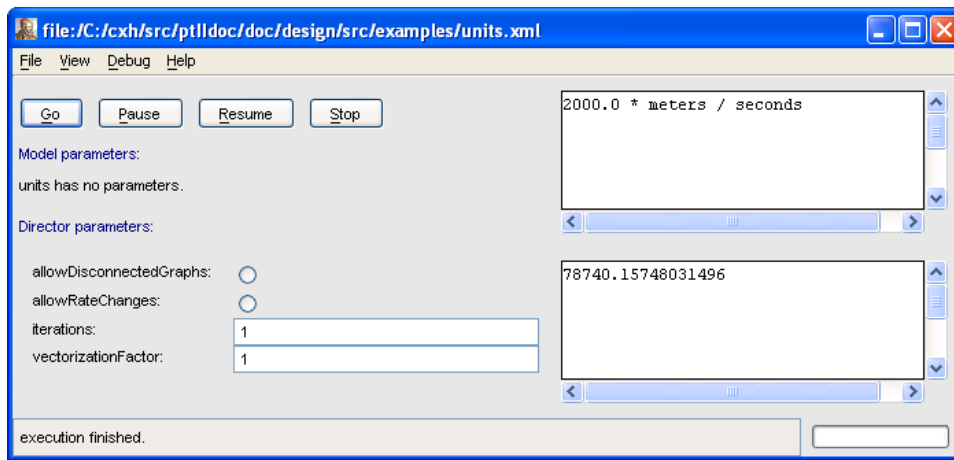 file:/C:/cxh/src/ptIIdoc/doc/design/src/examples/units.xml
File View Debug Help
Go Pause Resume Stop
Model parameters:
units has no parameters.
Director parameters:
allowDisconnectedGraphs:
allowRateChanges:
iterations: 1
vectorizationFactor: 1
2000.0 * meters / seconds
78740.15748031496
execution finished.